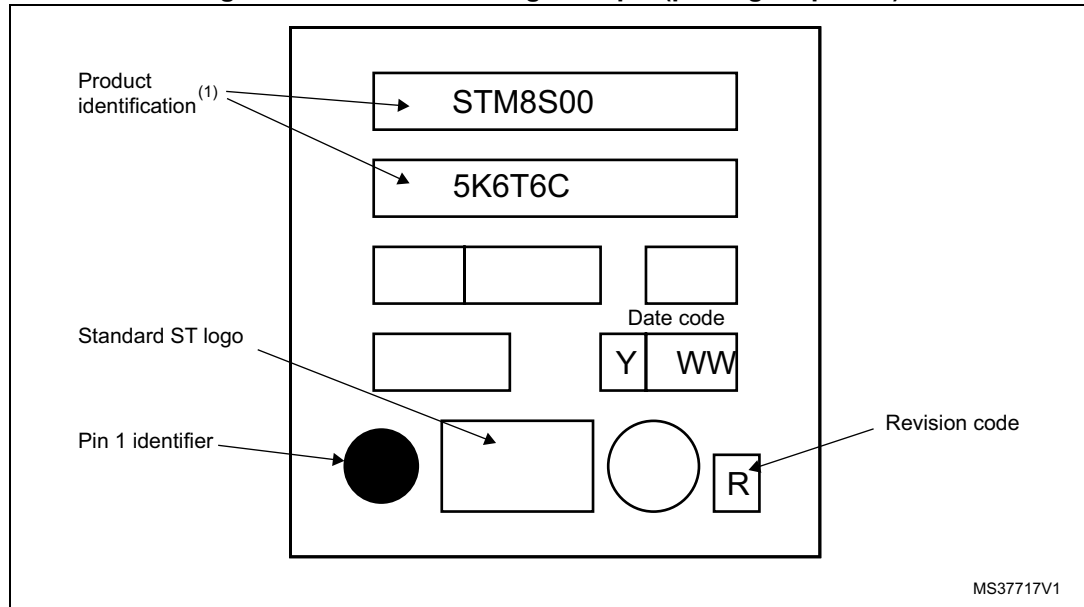 Product
identification (1)
STM8S00
5K6T6C
Date code
Standard ST logo
Y WW
Pin 1 identifier
Revision code
R
MS37717V1